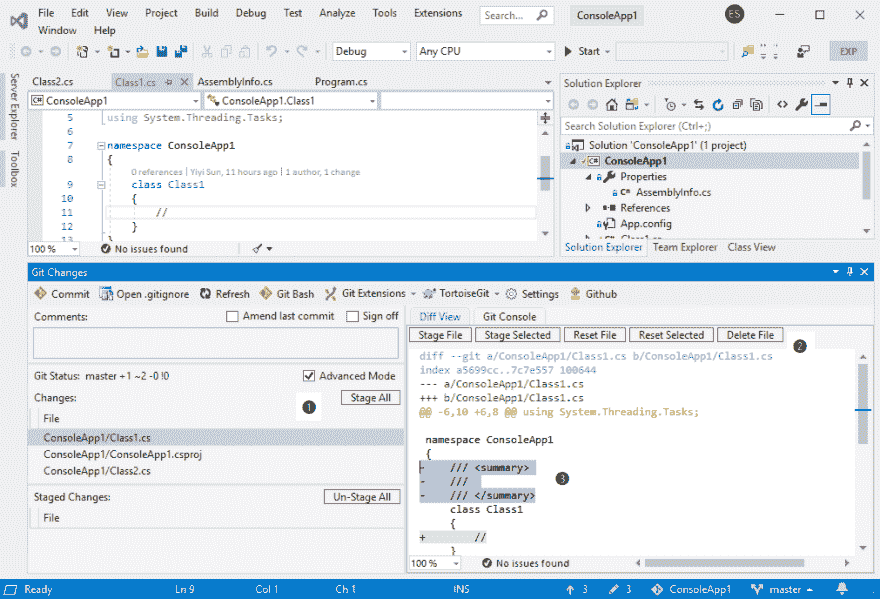 File Edit View Project Build Debug Test Analyze Tools Extensions Search... ConsoleApp1 ES
Window Help
Debug Any CPU Start EXP
Server Explorer
Toolbox
Class2.cs Class1.cs AssemblyInfo.cs Program.cs
ConsoleApp1 ConsoleApp1.Class1
5 using System.Threading.Tasks;
6
7 namespace ConsoleApp1
8 {
0 references | Yiyi Sun, 11 hours ago | 1 author, 1 change
9 class Class1
10 {
11 //
12 }
13 }
100 % No issues found
Solution Explorer
Search Solution Explorer (Ctrl+;)
Solution 'ConsoleApp1' (1 project)
C# ConsoleApp1
Properties
C# AssemblyInfo.cs
References
App.config
C# Class1.cs
Solution Explorer Team Explorer Class View
Git Changes
Commit Open .gitignore Refresh Git Bash Git Extensions TortoiseGit Settings Github
Comments: Amend last commit Sign off
Git Status: master +1 ~2 -0 !0 Advanced Mode
Changes: 1 Stage All
File
ConsoleApp1/Class1.cs
ConsoleApp1/ConsoleApp1.csproj
ConsoleApp1/Class2.cs
Staged Changes: Un-Stage All
File
Diff View Git Console
Stage File Stage Selected Reset File Reset Selected Delete File 2
diff --git a/ConsoleApp1/Class1.cs b/ConsoleApp1/Class1.cs
index a5699cc..7c7e557 100644
--- a/ConsoleApp1/Class1.cs
+++ b/ConsoleApp1/Class1.cs
@@ -6,10 +6,8 @@ using System.Threading.Tasks;
namespace ConsoleApp1
{
- /// <summary>
- /// 3
- /// </summary>
class Class1
{
+ //
}
100 % No issues found
Ready Ln 9 Col 1 Ch 1 INS 3 3 ConsoleApp1 master